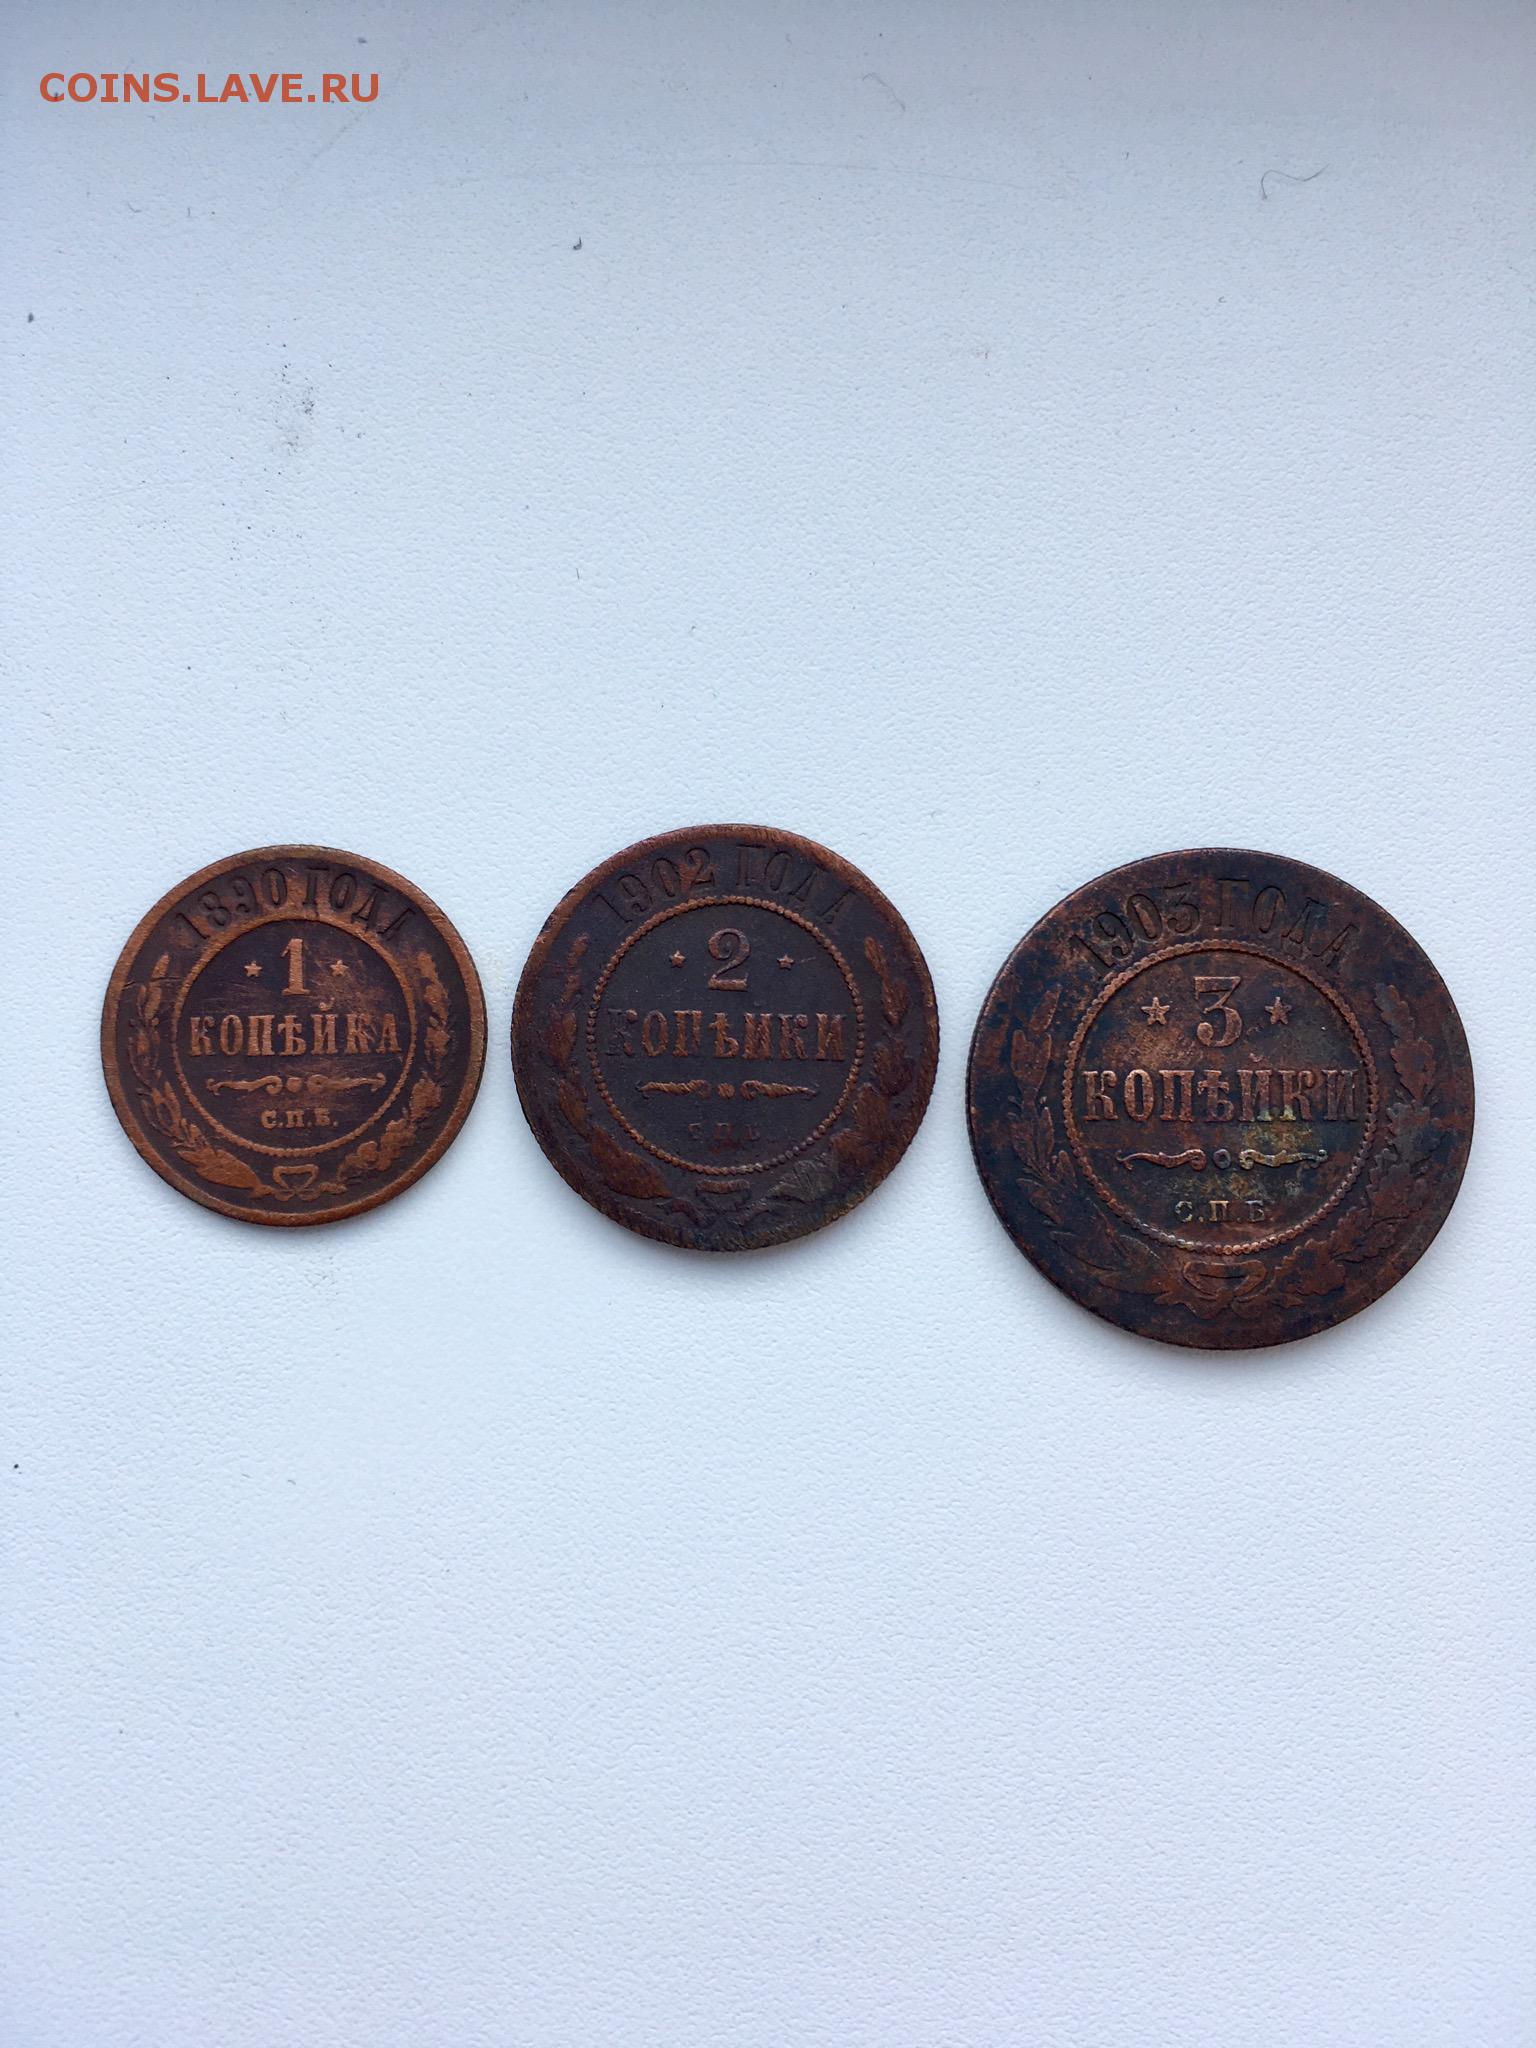 COINS.LAVE.RU
1890 ГОДА
1
КОПѢЙКА
С.П.Б.
1902 ГОДА
2
КОПѢЙКИ
С.П.Б.
1903 ГОДА
3
КОПѢЙКИ
С.П.Б.